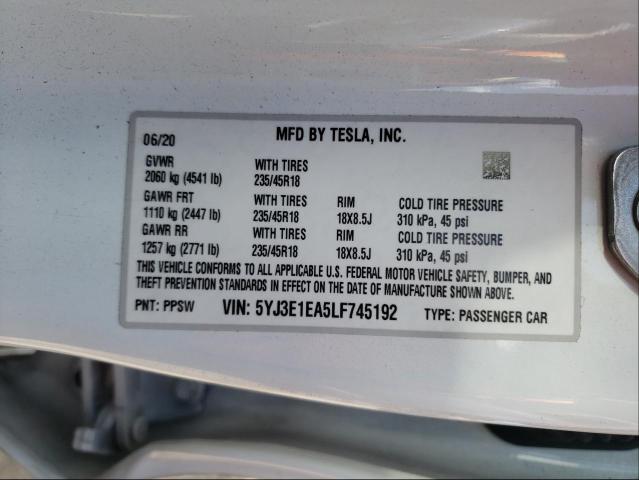 06/20 MFD BY TESLA, INC.
GVWR WITH TIRES
2060 kg (4541 lb) 235/45R18
GAWR FRT WITH TIRES RIM COLD TIRE PRESSURE
1110 kg (2447 lb) 235/45R18 18X8.5J 310 kPa, 45 psi
GAWR RR WITH TIRES RIM COLD TIRE PRESSURE
1257 kg (2771 lb) 235/45R18 18X8.5J 310 kPa, 45 psi
THIS VEHICLE CONFORMS TO ALL APPLICABLE U.S. FEDERAL MOTOR VEHICLE SAFETY, BUMPER, AND
THEFT PREVENTION STANDARDS IN EFFECT ON THE DATE OF MANUFACTURE SHOWN ABOVE.
PNT: PPSW VIN: 5YJ3E1EA5LF745192 TYPE: PASSENGER CAR